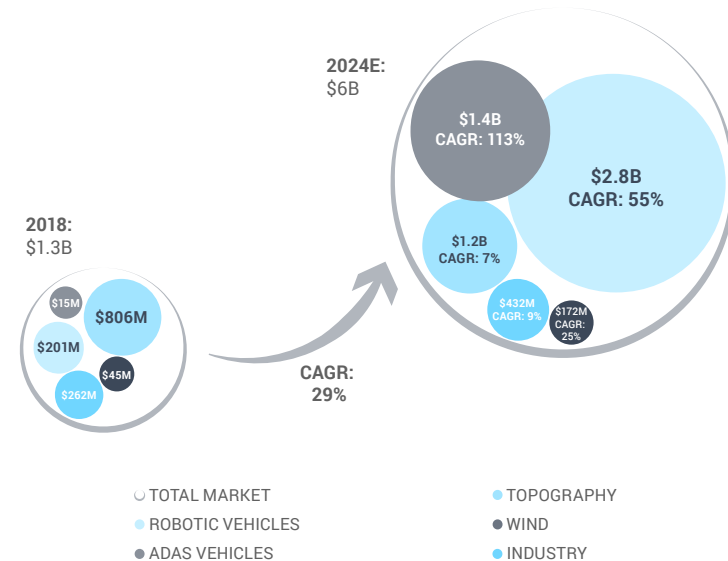 2024E:
$6B
$1.4B
CAGR: 113%
$2.8B
CAGR: 55%
$1.2B
CAGR: 7%
$432M
CAGR: 9%
$172M
CAGR:
25%
2018:
$1.3B
$15M
$806M
$201M
$45M
$262M
CAGR:
29%
TOTAL MARKET
ROBOTIC VEHICLES
ADAS VEHICLES
TOPOGRAPHY
WIND
INDUSTRY